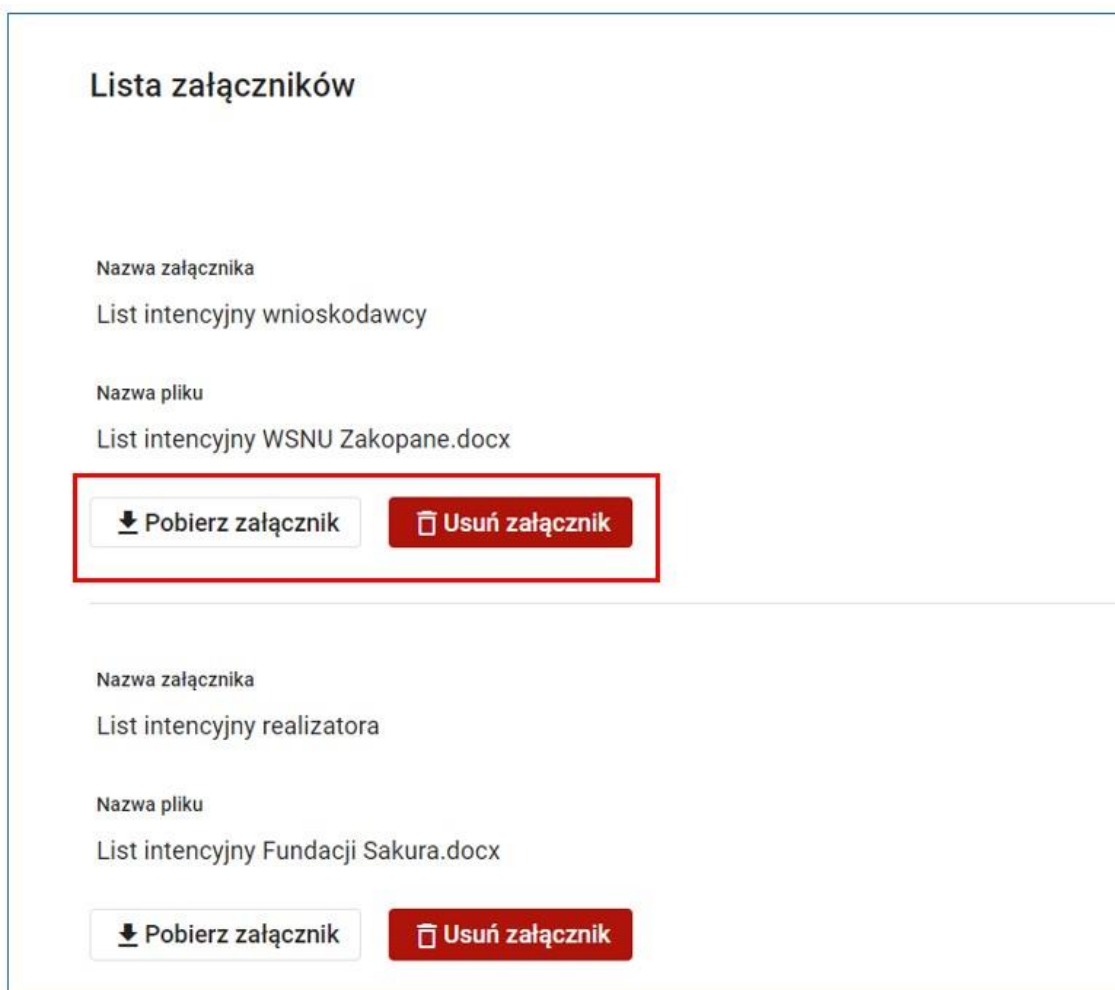 Lista załączników
Nazwa załącznika
List intencyjny wnioskodawcy
Nazwa pliku
List intencyjny WSNU Zakopane.docx
Pobierz załącznik Usuń załącznik
Nazwa załącznika
List intencyjny realizatora
Nazwa pliku
List intencyjny Fundacji Sakura.docx
Pobierz załącznik Usuń załącznik